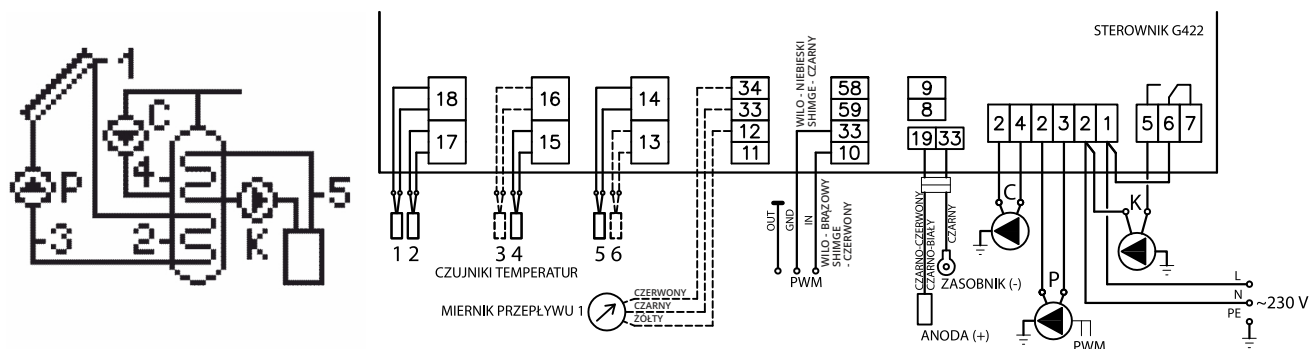 1
C
P
4
5
3
2
K
STEROWNIK G422
18
17
16
15
14
13
34
33
12
11
WILO - NIEBIESKI
SHIMGE - CZARNY
58
59
33
10
9
8
19 33
2 4 2 3 2 1
5 6 7
1 2 3 4 5 6
CZUJNIKI TEMPERATUR
OUT
GND
IN
WILO - BRĄZOWY
SHIMGE
- CZERWONY
PWM
CZARNO-CZERWONY
CZARNO-BIAŁY
CZARNY
ZASOBNIK (-)
ANODA (+)
C
K
P
PWM
MIERNIK PRZEPŁYWU 1
CZERWONY
CZARNY
ŻÓŁTY
L
N
PE
~230 V